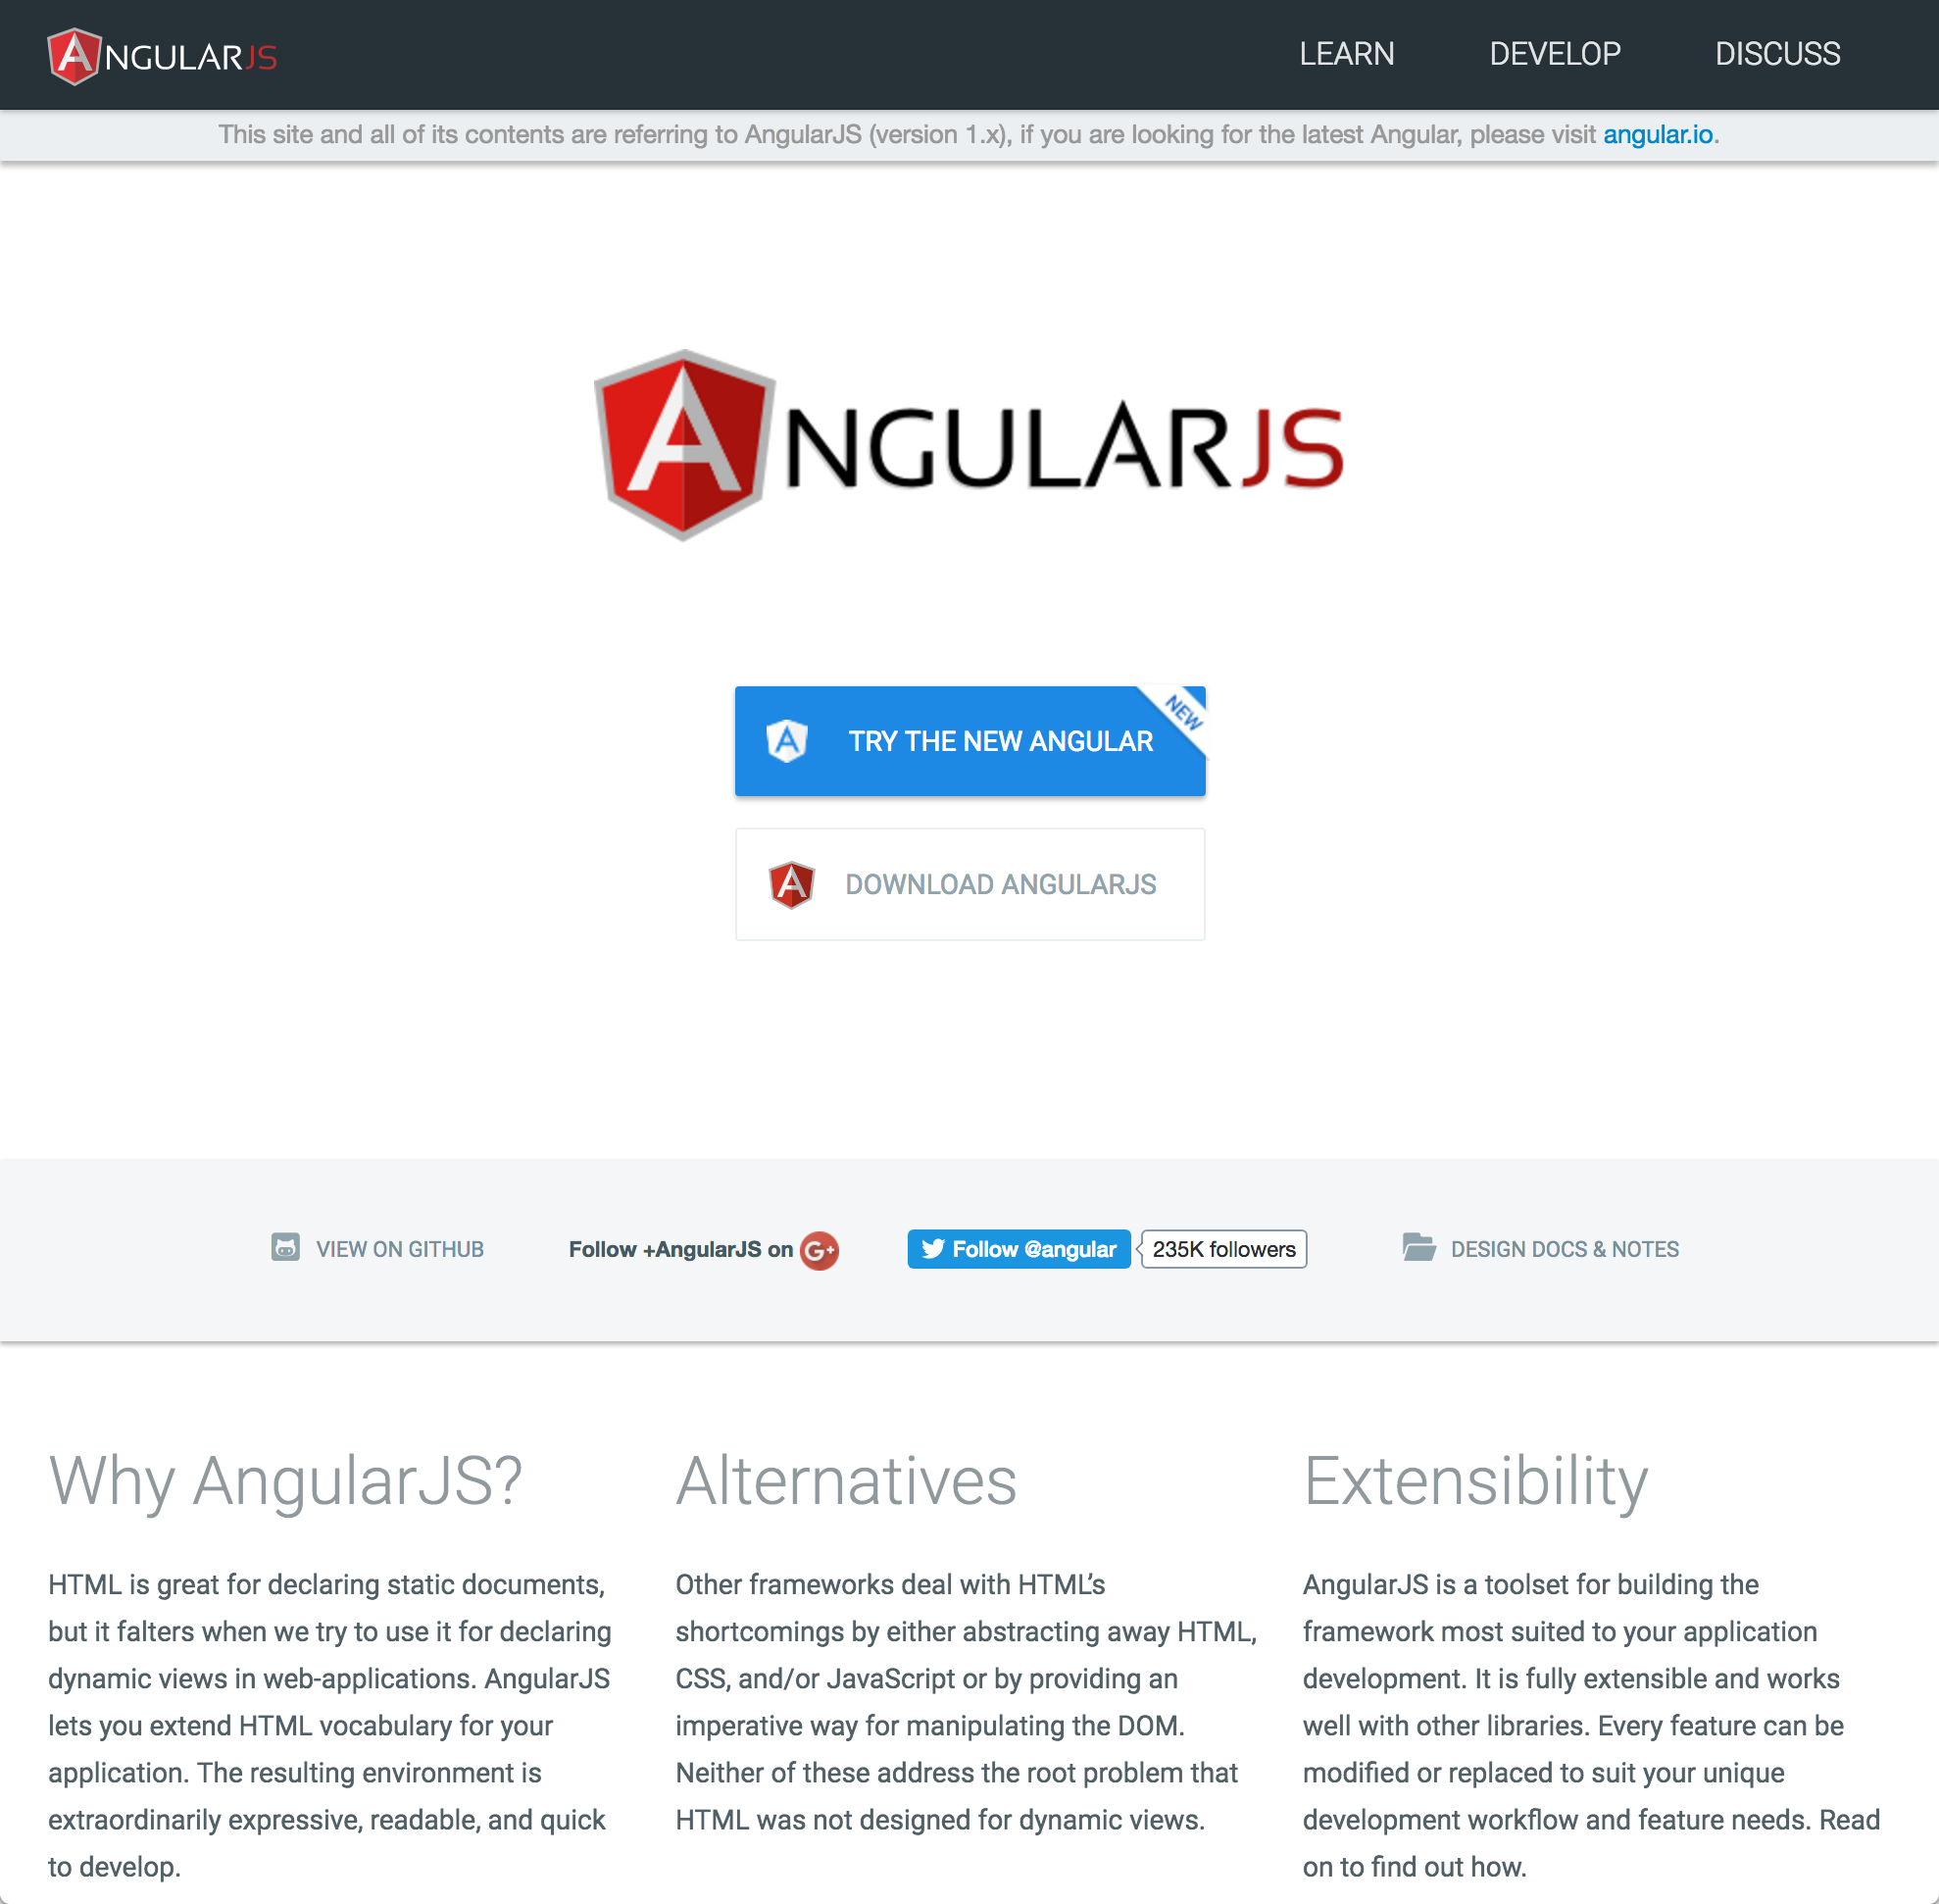 ANGULARJS
LEARN DEVELOP DISCUSS
This site and all of its contents are referring to AngularJS (version 1.x), if you are looking for the latest Angular, please visit angular.io.
ANGULARJS
TRY THE NEW ANGULAR
NEW
DOWNLOAD ANGULARJS
VIEW ON GITHUB
Follow +AngularJS on G+
Follow @angular
235K followers
DESIGN DOCS & NOTES
Why AngularJS?
HTML is great for declaring static documents,
but it falters when we try to use it for declaring
dynamic views in web-applications. AngularJS
lets you extend HTML vocabulary for your
application. The resulting environment is
extraordinarily expressive, readable, and quick
to develop.
Alternatives
Other frameworks deal with HTML’s
shortcomings by either abstracting away HTML,
CSS, and/or JavaScript or by providing an
imperative way for manipulating the DOM.
Neither of these address the root problem that
HTML was not designed for dynamic views.
Extensibility
AngularJS is a toolset for building the
framework most suited to your application
development. It is fully extensible and works
well with other libraries. Every feature can be
modified or replaced to suit your unique
development workflow and feature needs. Read
on to find out how.